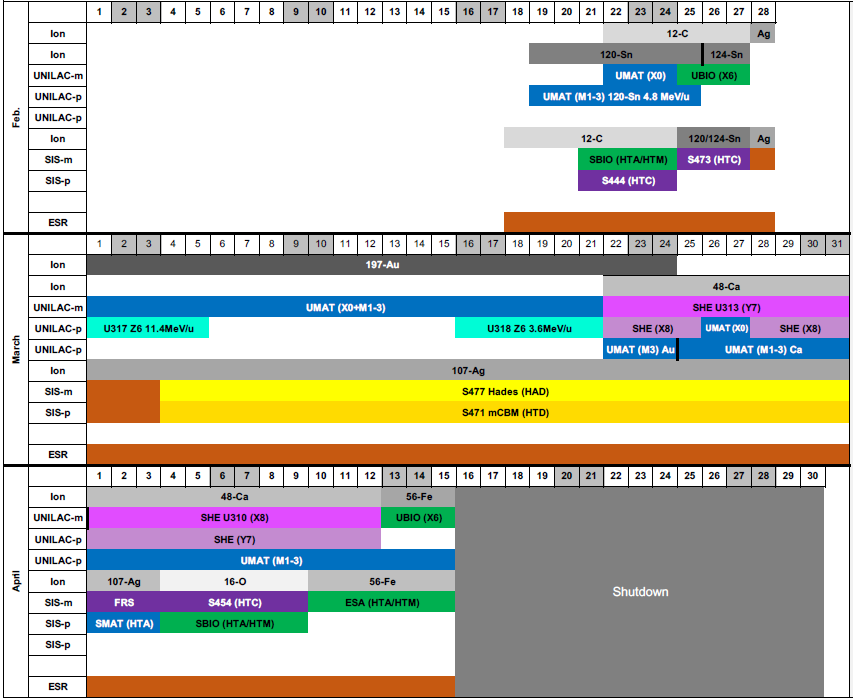 1 2 3 4 5 6 7 8 9 10 11 12 13 14 15 16 17 18 19 20 21 22 23 24 25 26 27 28
Feb.
Ion 12-C Ag
Ion 120-Sn 124-Sn
UNILAC-m UMAT (X0) UBIO (X6)
UNILAC-p UMAT (M1-3) 120-Sn 4.8 MeV/u
UNILAC-p
Ion 12-C 120/124-Sn Ag
SIS-m SBIO (HTA/HTM) S473 (HTC)
SIS-p S444 (HTC)
ESR
1 2 3 4 5 6 7 8 9 10 11 12 13 14 15 16 17 18 19 20 21 22 23 24 25 26 27 28 29 30 31
March
Ion 197-Au
Ion 48-Ca
UNILAC-m UMAT (X0+M1-3) SHE U313 (Y7)
UNILAC-p U317 Z6 11.4MeV/u U318 Z6 3.6MeV/u SHE (X8) UMAT (X0) SHE (X8)
UNILAC-p UMAT (M3) Au UMAT (M1-3) Ca
Ion 107-Ag
SIS-m S477 Hades (HAD)
SIS-p S471 mCBM (HTD)
ESR
1 2 3 4 5 6 7 8 9 10 11 12 13 14 15 16 17 18 19 20 21 22 23 24 25 26 27 28 29 30
April
Ion 48-Ca 56-Fe
UNILAC-m SHE U310 (X8) UBIO (X6)
UNILAC-p SHE (Y7)
UNILAC-p UMAT (M1-3)
Ion 107-Ag 16-O 56-Fe
Shutdown
SIS-m FRS S454 (HTC) ESA (HTA/HTM)
SIS-p SMAT (HTA) SBIO (HTA/HTM)
SIS-p
ESR